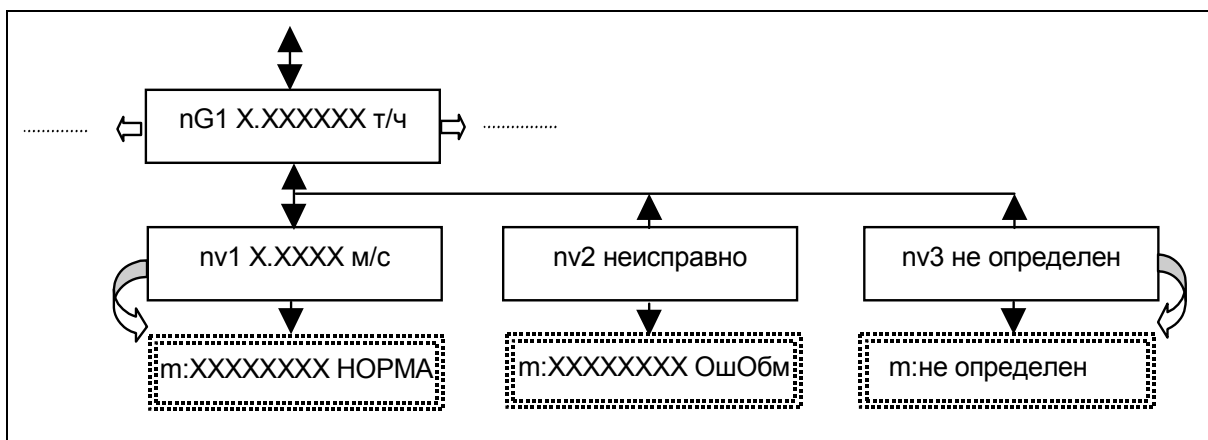 nG1 X.XXXXXX т/ч
nv1 X.XXXX м/с
nv2 неисправно
nv3 не определен
m:XXXXXXXX НОРМА
m:XXXXXXXX ОшОбм
m:не определен